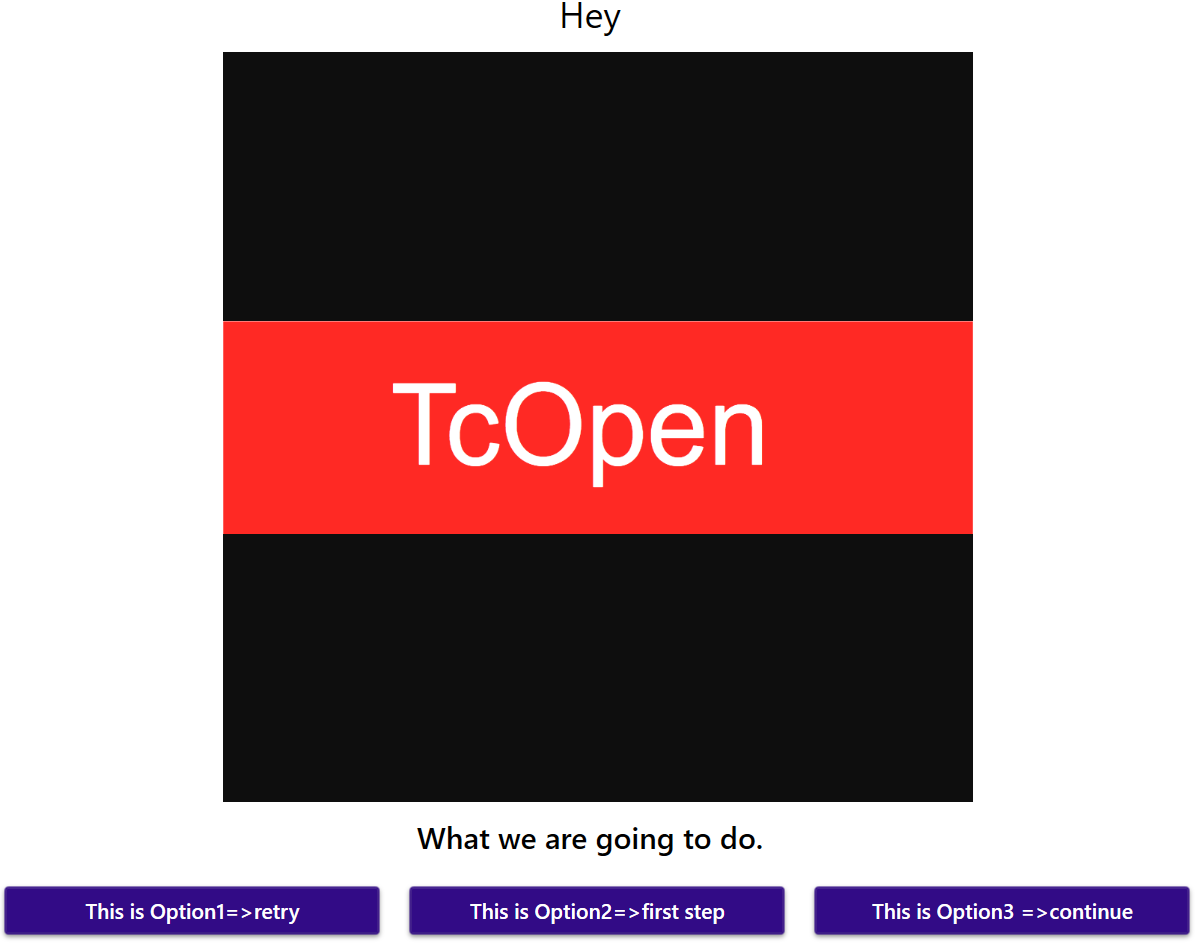 Hey
TcOpen
What we are going to do.
This is Option1=>retry
This is Option2=>first step
This is Option3 =>continue